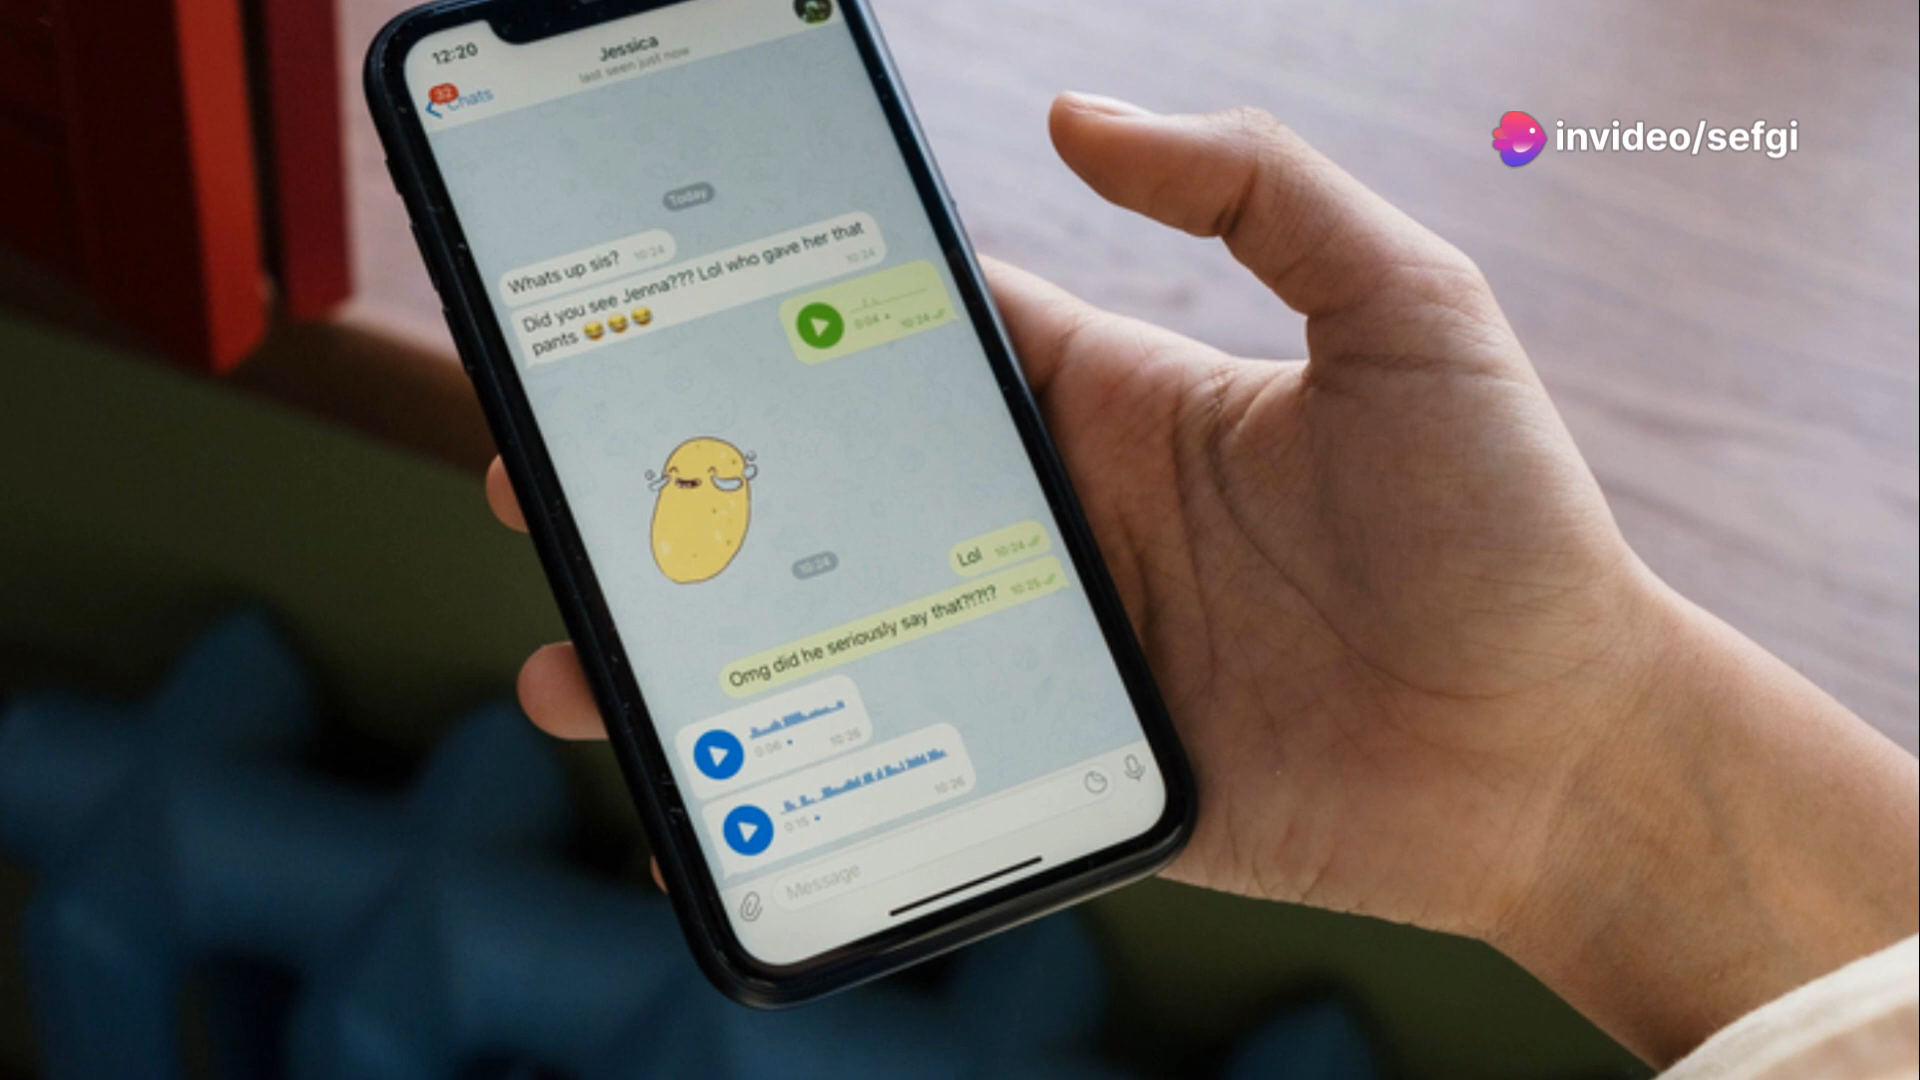 12:20
Jessica
last seen just now
32
Chats
Today
Whats up sis? 10:24
Did you see Jenna??? Lol who gave her that
pants 😂😂😂 10:24
0:04 10:24
10:24
Lol 10:24
Omg did he seriously say that?!?!? 10:25
0:06 10:26
0:15 10:26
Message
invideo/sefgi